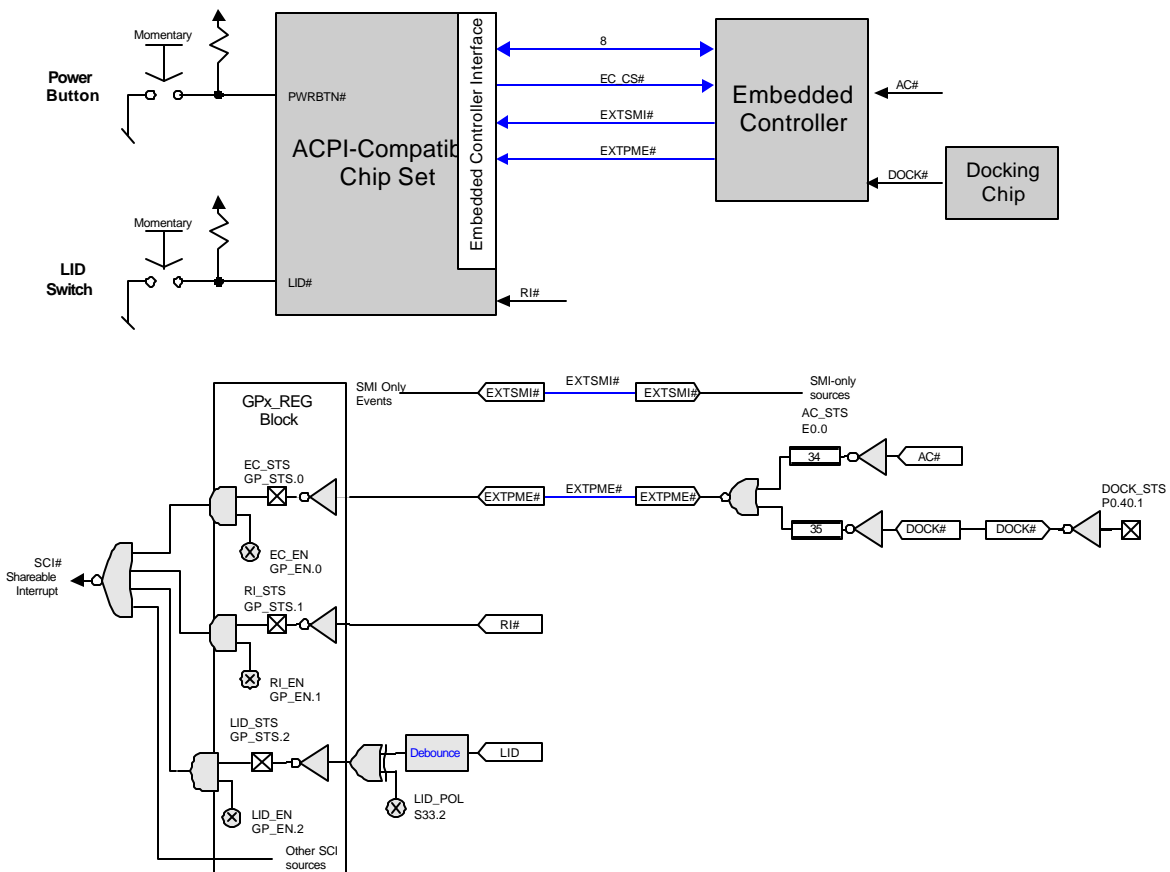 Momentary
Power
Button
PWRBTN#
ACPI-Compatib
Chip Set
Embedded Controller Interface
8
EC_CS#
EXTSMI#
EXTPME#
Embedded
Controller
AC#
DOCK#
Docking
Chip
Momentary
LID
Switch
LID#
RI#
GPx_REG
Block
SMI Only
Events
EXTSMI#
EXTSMI#
EXTSMI#
SMI-only
sources
AC_STS
E0.0
34
AC#
EC_STS
GP_STS.0
EXTPME#
EXTPME#
EXTPME#
DOCK_STS
P0.40.1
35
DOCK#
DOCK#
EC_EN
GP_EN.0
SCI#
Shareable
Interrupt
RI_STS
GP_STS.1
RI#
RI_EN
GP_EN.1
LID_STS
GP_STS.2
Debounce
LID
LID_POL
S33.2
LID_EN
GP_EN.2
Other SCI
sources